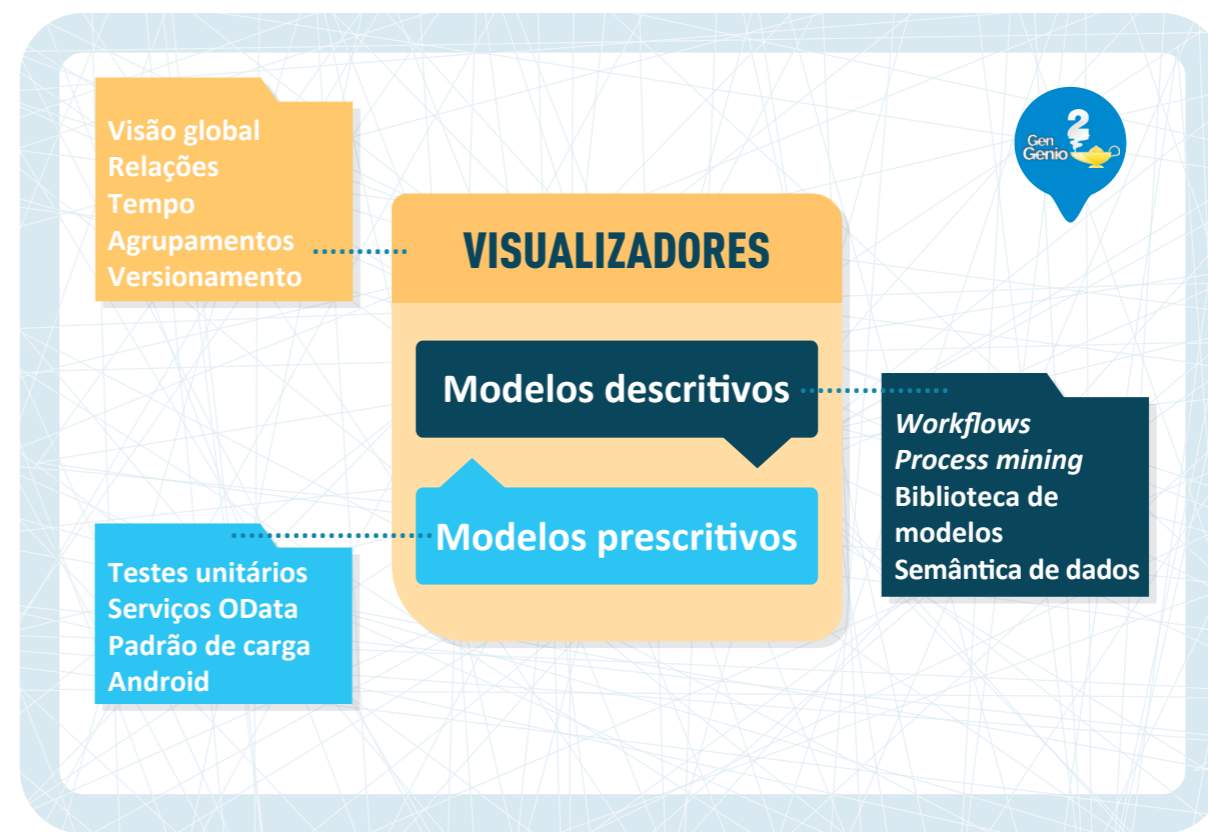 Visão global
Relações
Tempo
Agrupamentos
Versionamento
Gen
Genio
2
VISUALIZADORES
Modelos descritivos
Workflows
Process mining
Biblioteca de
modelos
Semântica de dados
Modelos prescritivos
Testes unitários
Serviços OData
Padrão de carga
Android